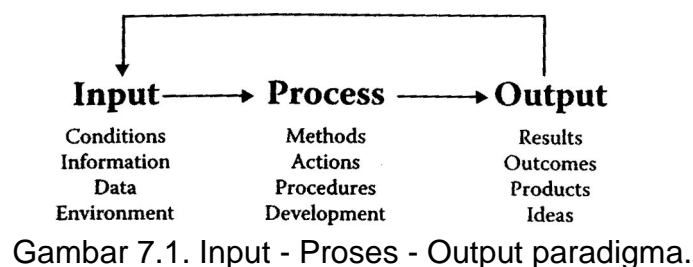 Input Process Output
Conditions Methods Results
Information Actions Outcomes
Data Procedures Products
Environment Development Ideas
Gambar 7.1. Input - Proses - Output paradigma.